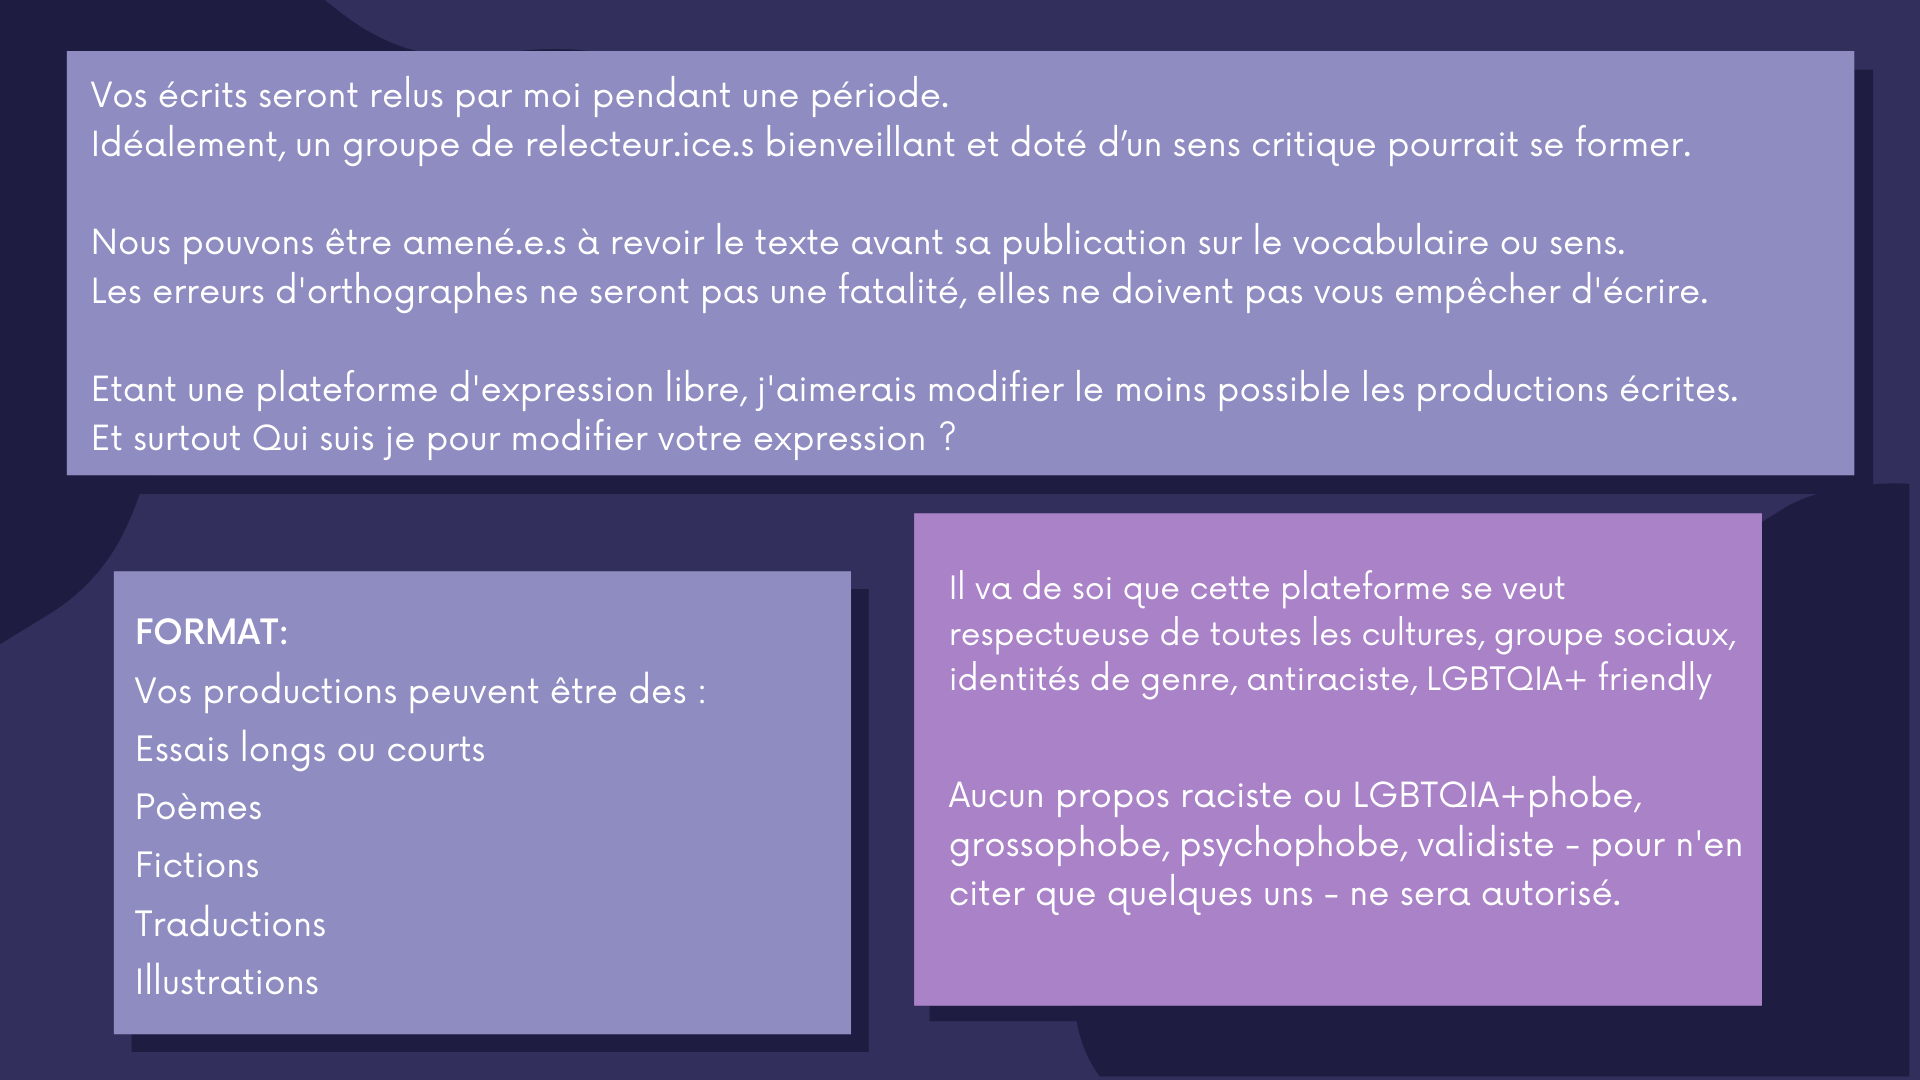 Vos écrits seront relus par moi pendant une période.
Idéalement, un groupe de relecteur.ice.s bienveillant et doté d’un sens critique pourrait se former.
Nous pouvons être amené.e.s à revoir le texte avant sa publication sur le vocabulaire ou sens.
Les erreurs d'orthographes ne seront pas une fatalité, elles ne doivent pas vous empêcher d'écrire.
Etant une plateforme d'expression libre, j'aimerais modifier le moins possible les productions écrites.
Et surtout Qui suis je pour modifier votre expression ?
FORMAT:
Vos productions peuvent être des :
Essais longs ou courts
Poèmes
Fictions
Traductions
Illustrations
Il va de soi que cette plateforme se veut
respectueuse de toutes les cultures, groupe sociaux,
identités de genre, antiraciste, LGBTQIA+ friendly
Aucun propos raciste ou LGBTQIA+phobe,
grossophobe, psychophobe, validiste - pour n'en
citer que quelques uns - ne sera autorisé.